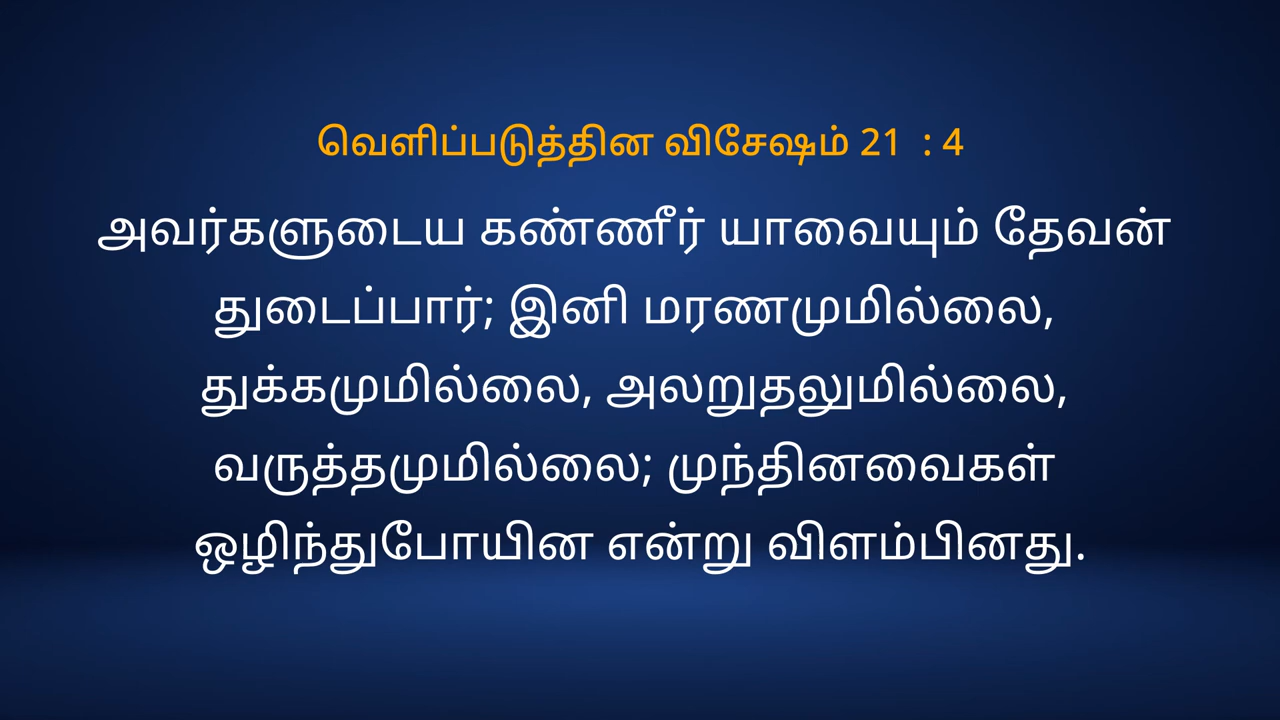 வெளிப்படுத்தின விசேஷம் 21 : 4
அவர்களுடைய கண்ணீர் யாவையும் தேவன்
துடைப்பார்; இனி மரணமுமில்லை,
துக்கமுமில்லை, அலறுதலுமில்லை,
வருத்தமுமில்லை; முந்தினவைகள்
ஒழிந்துபோயின என்று விளம்பினது.